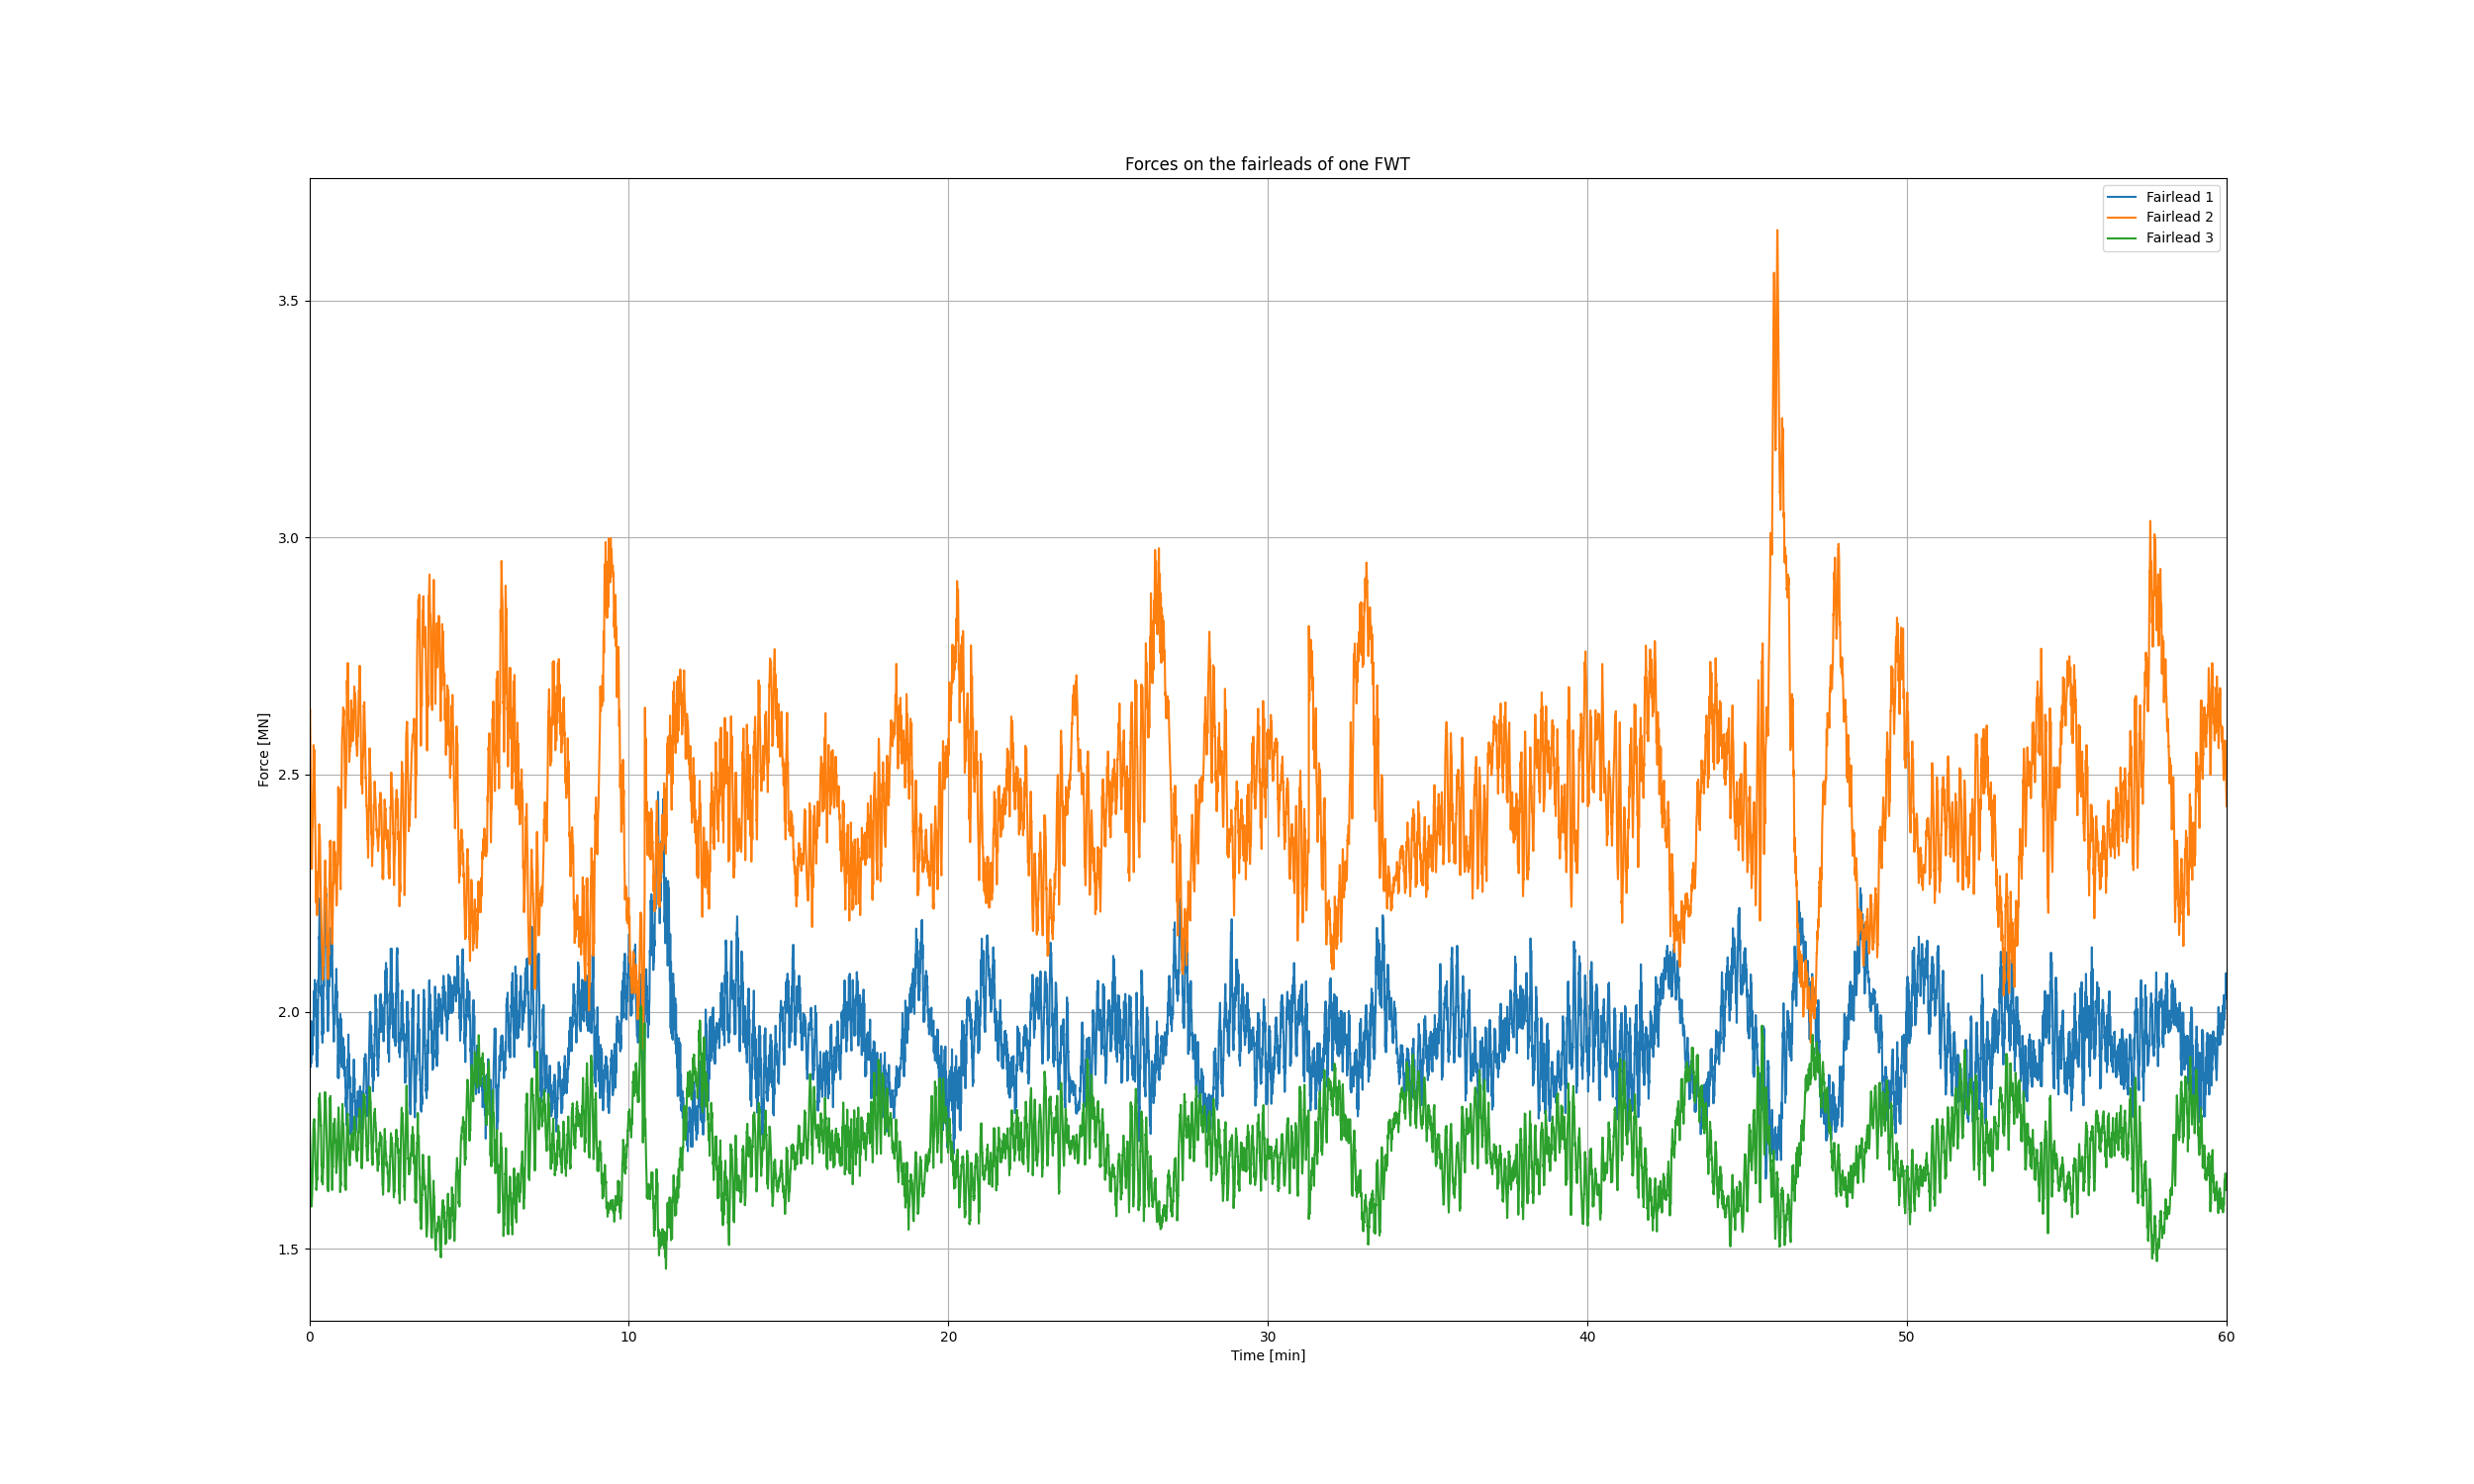 Forces on the fairleads of one FWT
Fairlead 1
Fairlead 2
Fairlead 3
Force [MN]
3.5
3.0
2.5
2.0
1.5
0 10 20 30 40 50 60
Time [min]